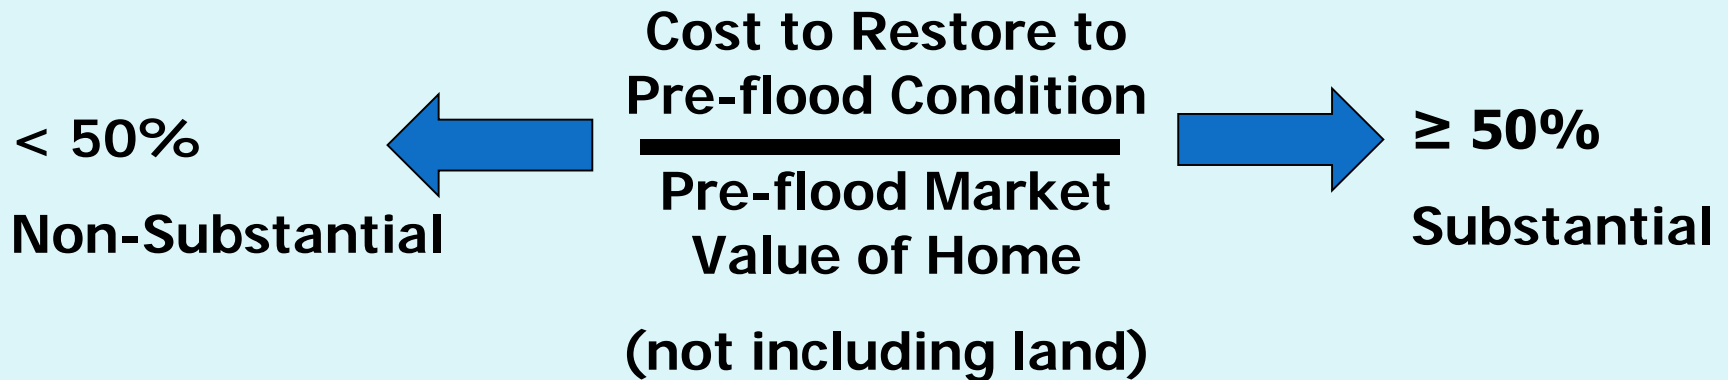 < 50%
Non-Substantial
Cost to Restore to
Pre-flood Condition
Pre-flood Market
Value of Home
(not including land)
≥ 50%
Substantial